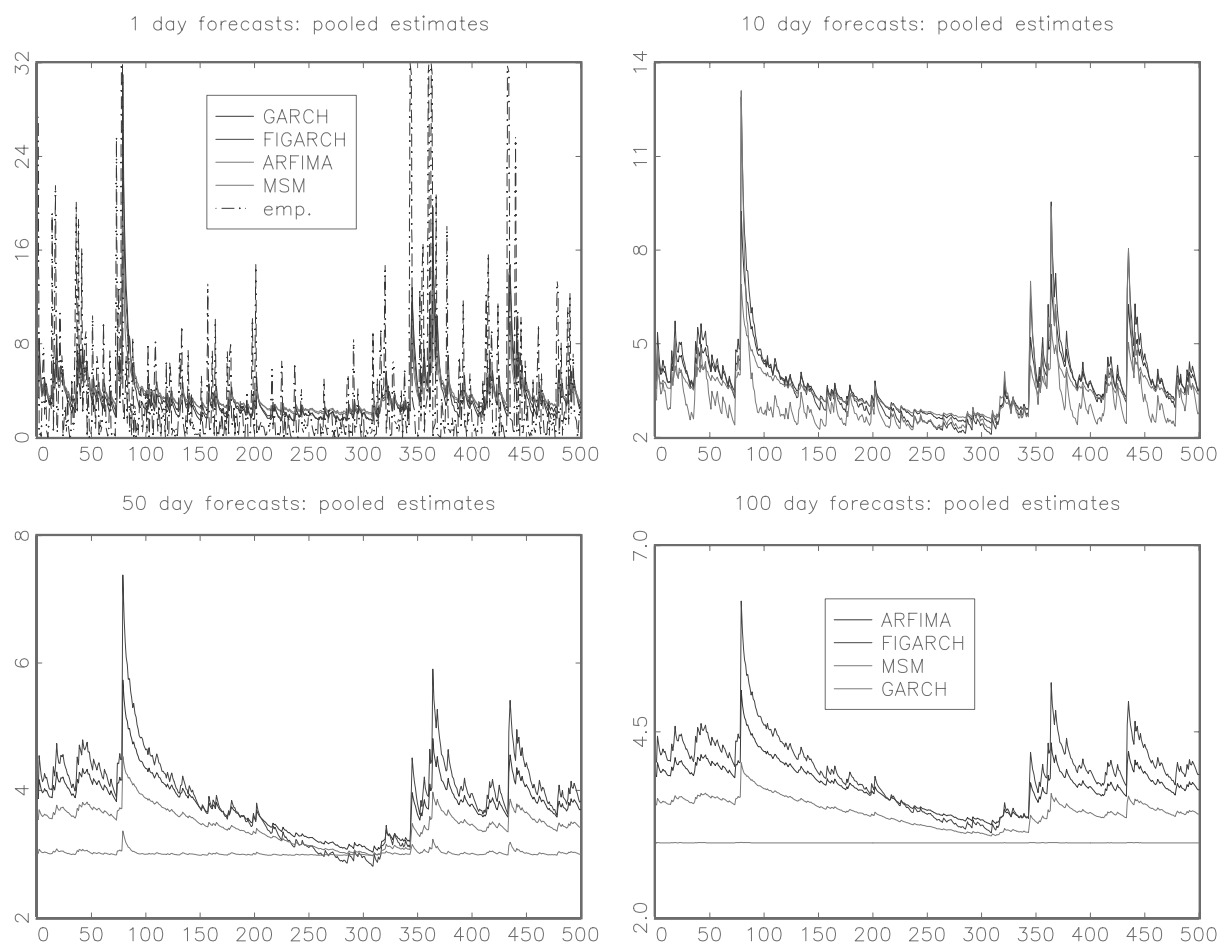 1 day forecasts: pooled estimates
32
24
16
8
0
GARCH
FIGARCH
ARFIMA
MSM
emp.
0 50 100 150 200 250 300 350 400 450 500
10 day forecasts: pooled estimates
14
11
8
5
2
0 50 100 150 200 250 300 350 400 450 500
50 day forecasts: pooled estimates
8
6
4
2
0 50 100 150 200 250 300 350 400 450 500
100 day forecasts: pooled estimates
7.0
4.5
2.0
ARFIMA
FIGARCH
MSM
GARCH
0 50 100 150 200 250 300 350 400 450 500